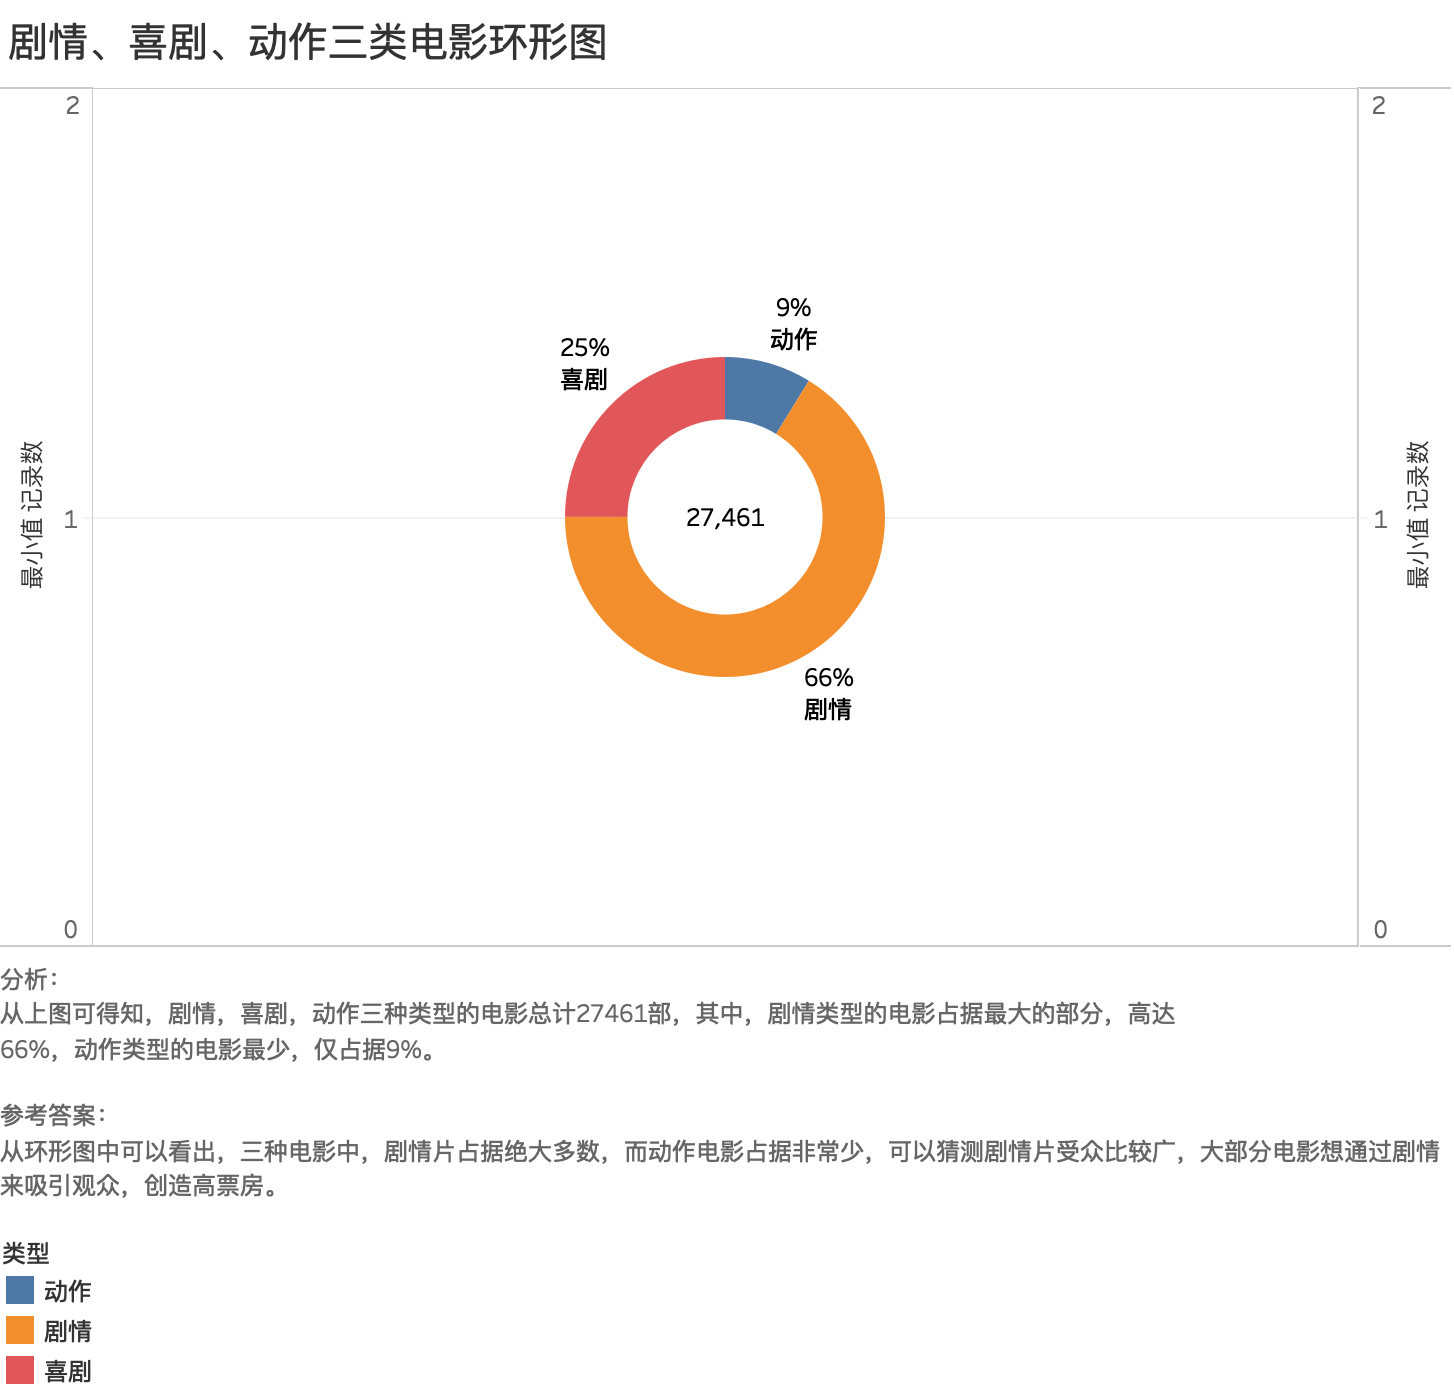 剧情、喜剧、动作三类电影环形图
2
2
9%
动作
25%
喜剧
最小值 记录数
1
27,461
1
最小值 记录数
66%
剧情
0
0
分析：
从上图可得知，剧情，喜剧，动作三种类型的电影总计27461部，其中，剧情类型的电影占据最大的部分，高达
66%，动作类型的电影最少，仅占据9%。
参考答案：
从环形图中可以看出，三种电影中，剧情片占据绝大多数，而动作电影占据非常少，可以猜测剧情片受众比较广，大部分电影想通过剧情
来吸引观众，创造高票房。
类型
动作
剧情
喜剧